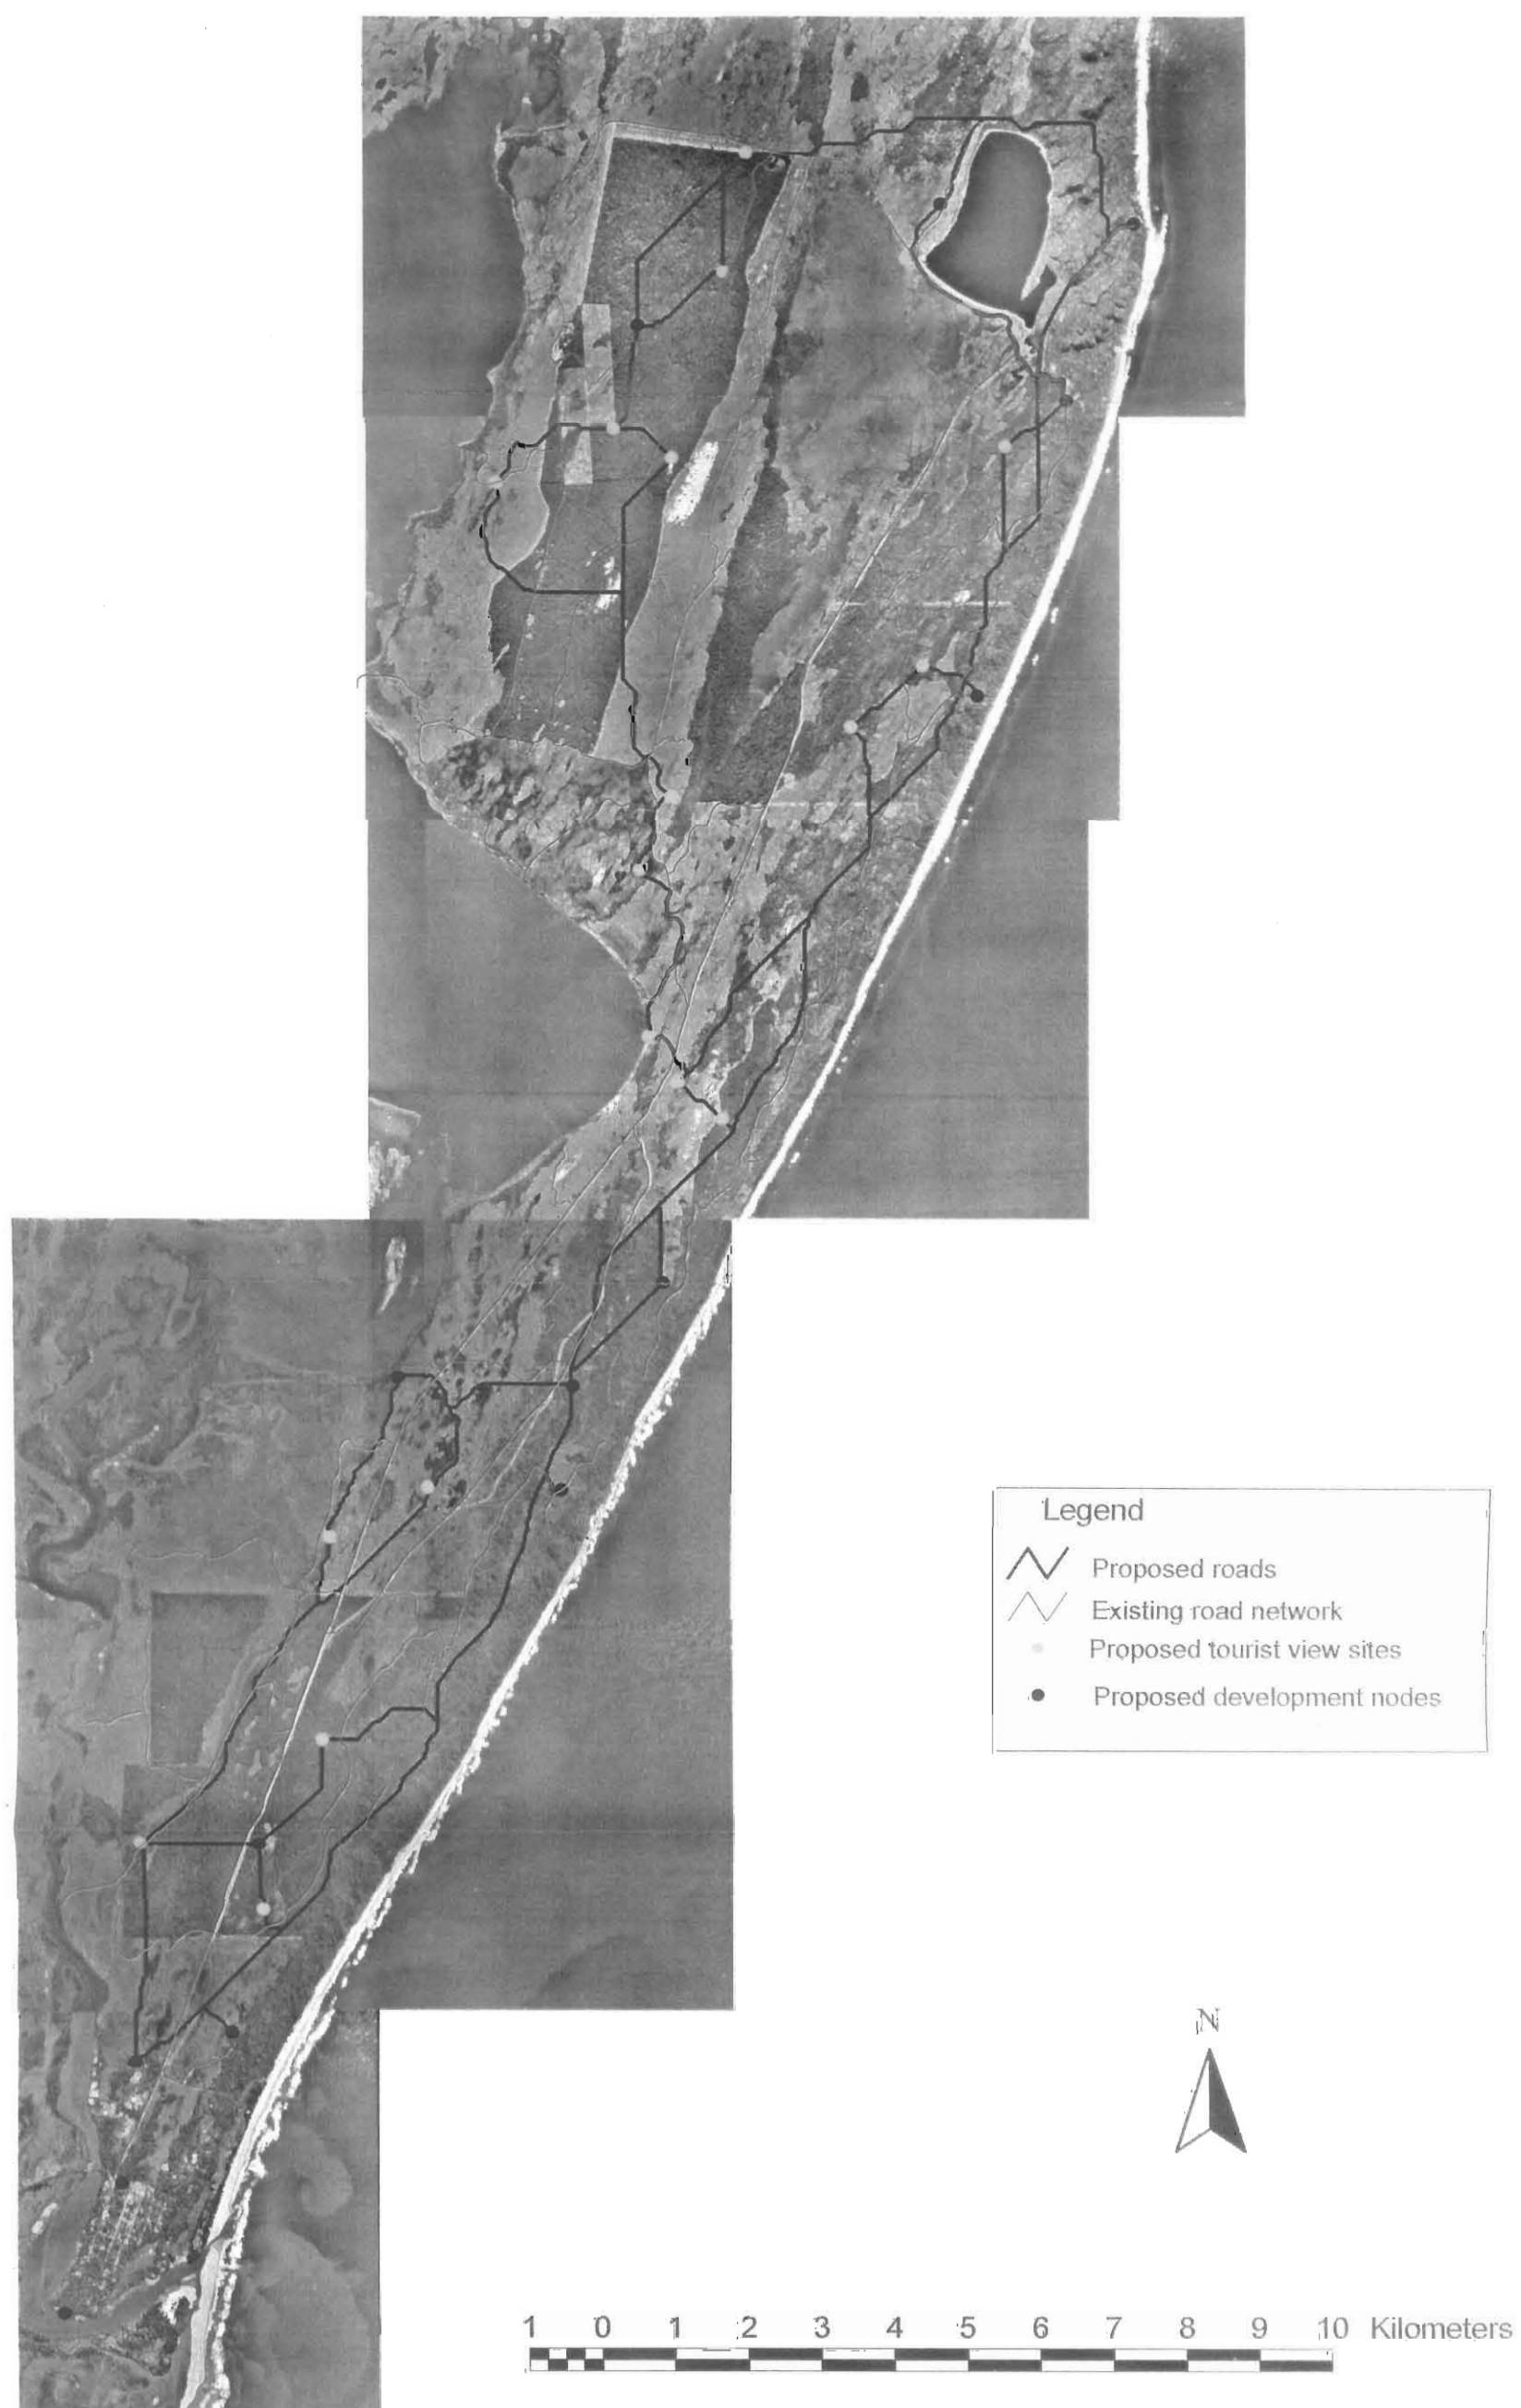 Legend
Proposed roads
Existing road network
Proposed tourist view sites
Proposed development nodes
N
1 0 1 2 3 4 5 6 7 8 9 10 Kilometers